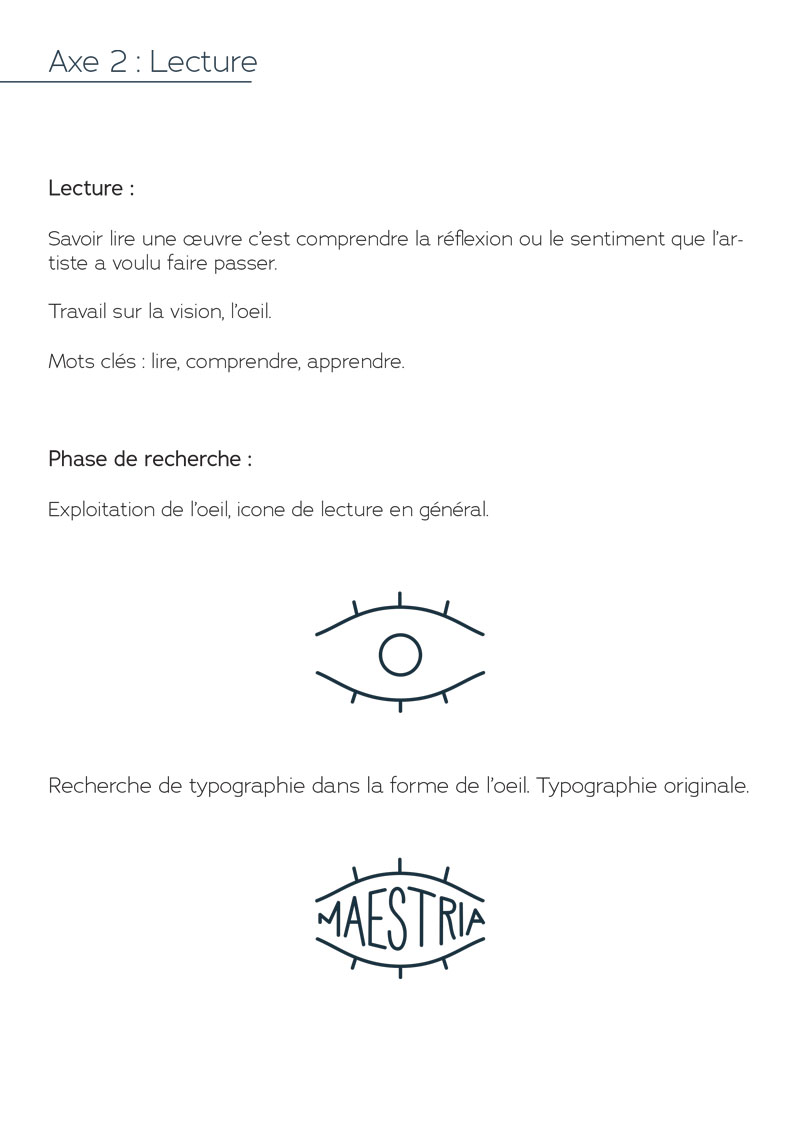 Axe 2 : Lecture
Lecture :
Savoir lire une œuvre c'est comprendre la réflexion ou le sentiment que l'ar-
tiste a voulu faire passer.
Travail sur la vision, l'oeil.
Mots clés : lire, comprendre, apprendre.
Phase de recherche :
Exploitation de l'oeil, icone de lecture en général.
Recherche de typographie dans la forme de l'oeil. Typographie originale.
MAESTRIA